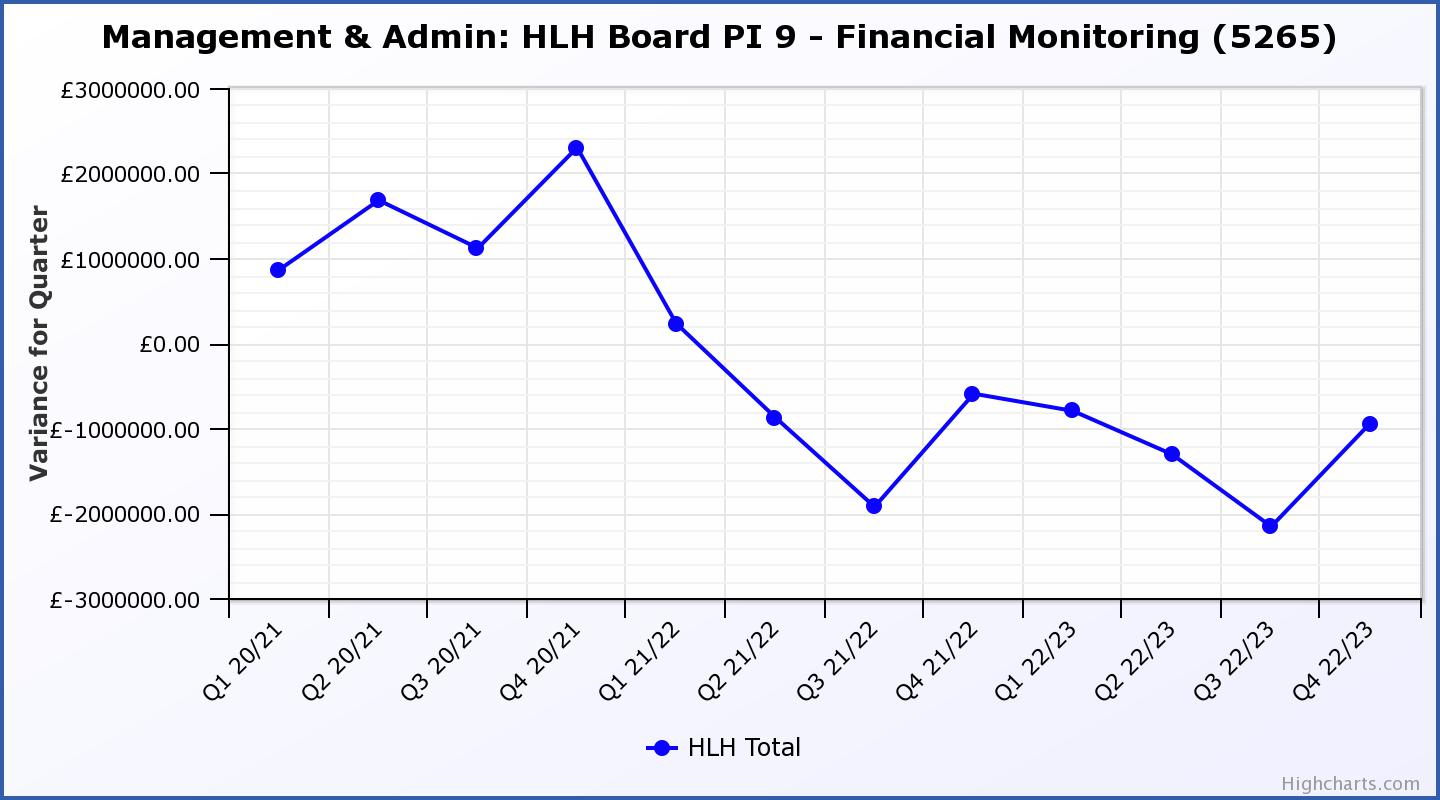 Management & Admin: HLH Board PI 9 - Financial Monitoring (5265)
Variance for Quarter
£3000000.00
£2000000.00
£1000000.00
£0.00
£-1000000.00
£-2000000.00
£-3000000.00
Q1 20/21
Q2 20/21
Q3 20/21
Q4 20/21
Q1 21/22
Q2 21/22
Q3 21/22
Q4 21/22
Q1 22/23
Q2 22/23
Q3 22/23
Q4 22/23
HLH Total
Highcharts.com